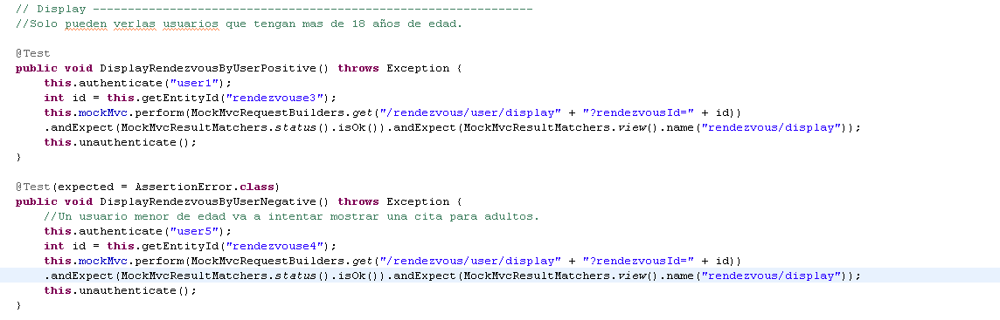 // Display ----------------------------------------------------------------
//Solo pueden verlas usuarios que tengan mas de 18 años de edad.
@Test
public void DisplayRendezvousByUserPositive() throws Exception {
this.authenticate("user1");
int id = this.getEntityId("rendezvouse3");
this.mockMvc.perform(MockMvcRequestBuilders.get("/rendezvous/user/display" + "?rendezvousId=" + id))
.andExpect(MockMvcResultMatchers.status().isOk()).andExpect(MockMvcResultMatchers.view().name("rendezvous/display"));
this.unauthenticate();
}
@Test(expected = AssertionError.class)
public void DisplayRendezvousByUserNegative() throws Exception {
//Un usuario menor de edad va a intentar mostrar una cita para adultos.
this.authenticate("user5");
int id = this.getEntityId("rendezvouse4");
this.mockMvc.perform(MockMvcRequestBuilders.get("/rendezvous/user/display" + "?rendezvousId=" + id))
.andExpect(MockMvcResultMatchers.status().isOk()).andExpect(MockMvcResultMatchers.view().name("rendezvous/display"));
this.unauthenticate();
}